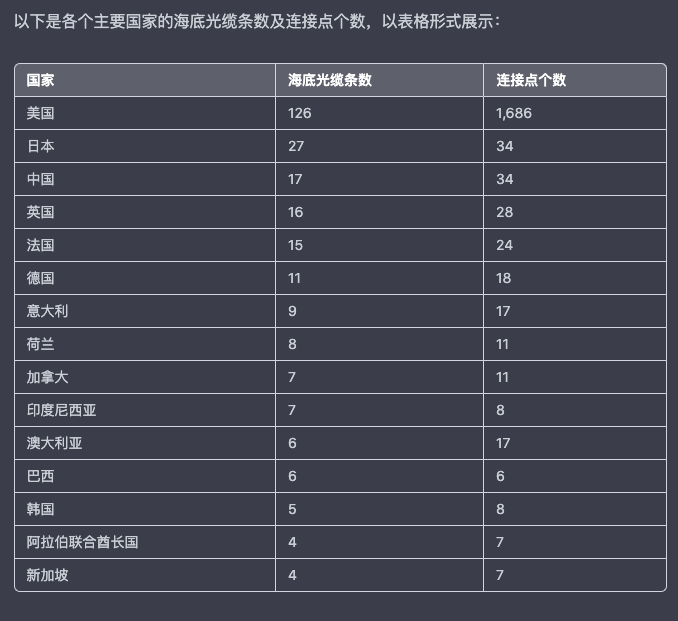 以下是各个主要国家的海底光缆条数及连接点个数，以表格形式展示：
国家 海底光缆条数 连接点个数
美国 126 1,686
日本 27 34
中国 17 34
英国 16 28
法国 15 24
德国 11 18
意大利 9 17
荷兰 8 11
加拿大 7 11
印度尼西亚 7 8
澳大利亚 6 17
巴西 6 6
韩国 5 8
阿拉伯联合酋长国 4 7
新加坡 4 7